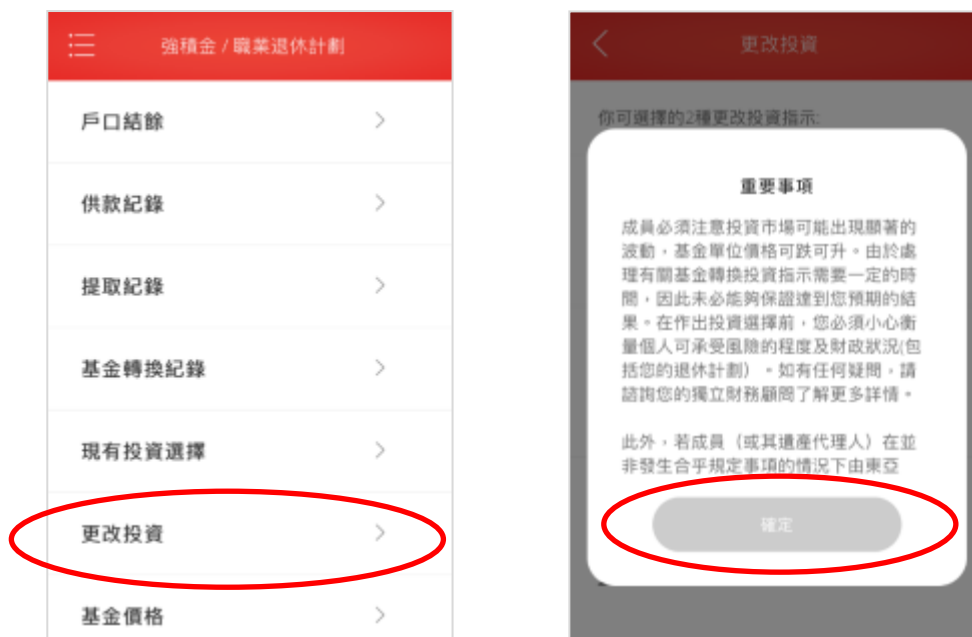 強積金 / 職業退休計劃
戶口結餘
供款紀錄
提取紀錄
基金轉換紀錄
現有投資選擇
更改投資
基金價格
更改投資
你可選擇的2種更改投資指示:
重要事項
成員必須注意投資市場可能出現顯著的
波動，基金單位價格可跌可升。由於處
理有關基金轉換投資指示需要一定的時
間，因此未必能夠保證達到您預期的結
果。在作出投資選擇前，您必須小心衡
量個人可承受風險的程度及財政狀況(包
括您的退休計劃）。如有任何疑問，請
諮詢您的獨立財務顧問了解更多詳情。
此外，若成員（或其遺產代理人）在並
非發生合乎規定事項的情況下由東亞
確定